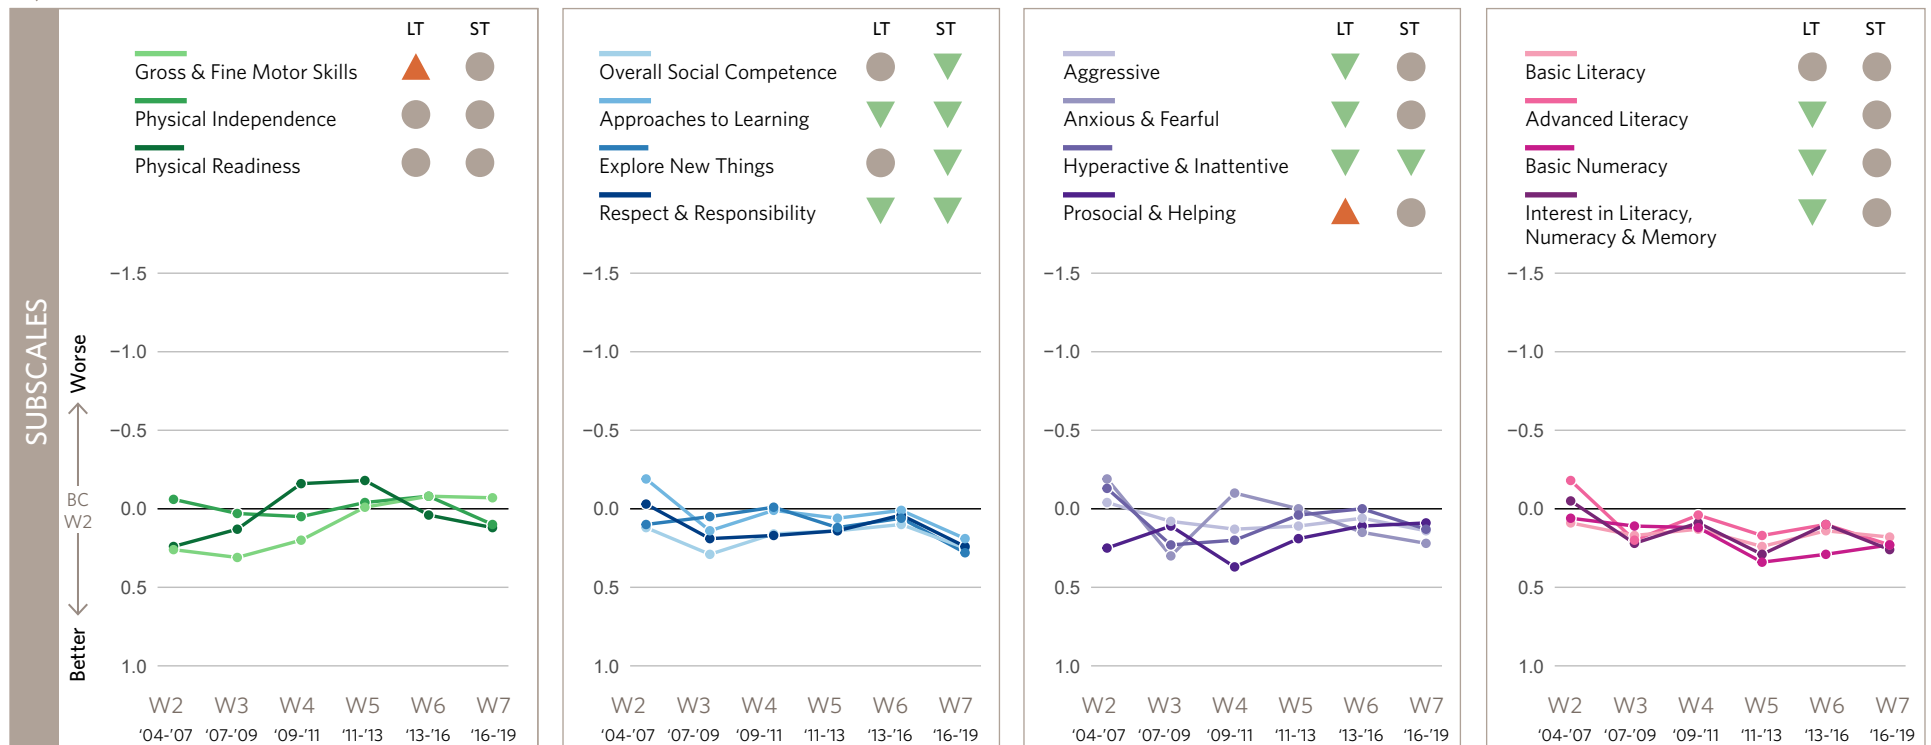 SUBSCALES
Worse
BC
W2
Better
LT ST
Gross & Fine Motor Skills
Physical Independence
Physical Readiness
−1.5
−1.0
−0.5
0.0
0.5
1.0
W2 W3 W4 W5 W6 W7
‘04-’07 ‘07-’09 ‘09-’11 ‘11-’13 ‘13-’16 ‘16-’19
LT ST
Overall Social Competence
Approaches to Learning
Explore New Things
Respect & Responsibility
−1.5
−1.0
−0.5
0.0
0.5
1.0
W2 W3 W4 W5 W6 W7
‘04-’07 ‘07-’09 ‘09-’11 ‘11-’13 ‘13-’16 ‘16-’19
LT ST
Aggressive
Anxious & Fearful
Hyperactive & Inattentive
Prosocial & Helping
−1.5
−1.0
−0.5
0.0
0.5
1.0
W2 W3 W4 W5 W6 W7
‘04-’07 ‘07-’09 ‘09-’11 ‘11-’13 ‘13-’16 ‘16-’19
LT ST
Basic Literacy
Advanced Literacy
Basic Numeracy
Interest in Literacy,
Numeracy & Memory
−1.5
−1.0
−0.5
0.0
0.5
1.0
W2 W3 W4 W5 W6 W7
‘04-’07 ‘07-’09 ‘09-’11 ‘11-’13 ‘13-’16 ‘16-’19